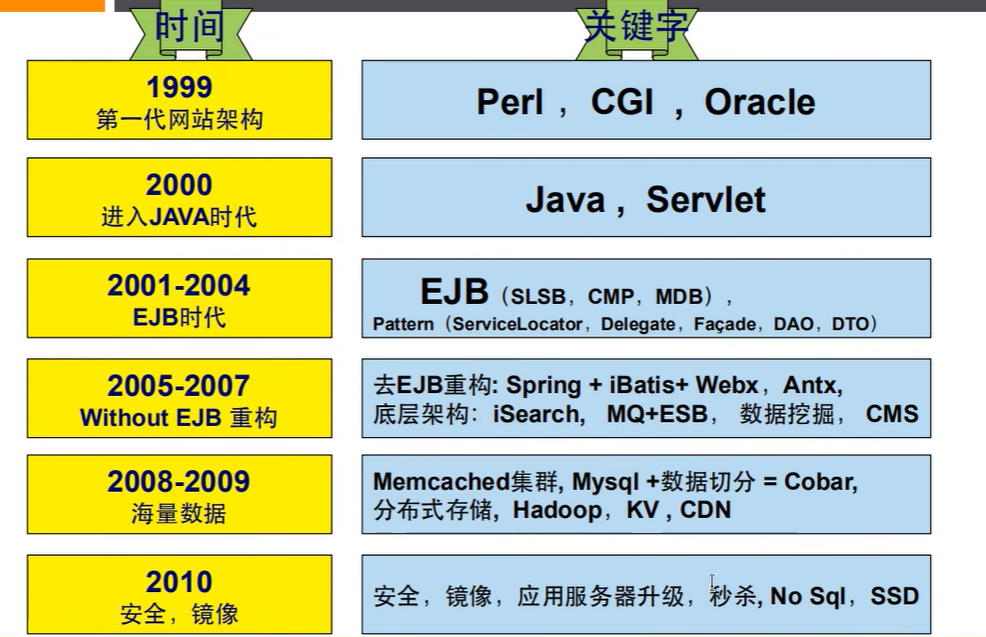 时间
关键字
1999
第一代网站架构
Perl ， CGI ， Oracle
2000
进入JAVA时代
Java ， Servlet
2001-2004
EJB时代
EJB（SLSB，CMP，MDB），
Pattern（ServiceLocator，Delegate，Façade，DAO，DTO）
2005-2007
Without EJB 重构
去EJB重构: Spring + iBatis+ Webx，Antx,
底层架构：iSearch, MQ+ESB， 数据挖掘， CMS
2008-2009
海量数据
Memcached集群, Mysql +数据切分 = Cobar,
分布式存储, Hadoop，KV , CDN
2010
安全，镜像
安全，镜像，应用服务器升级，秒杀, No Sql，SSD